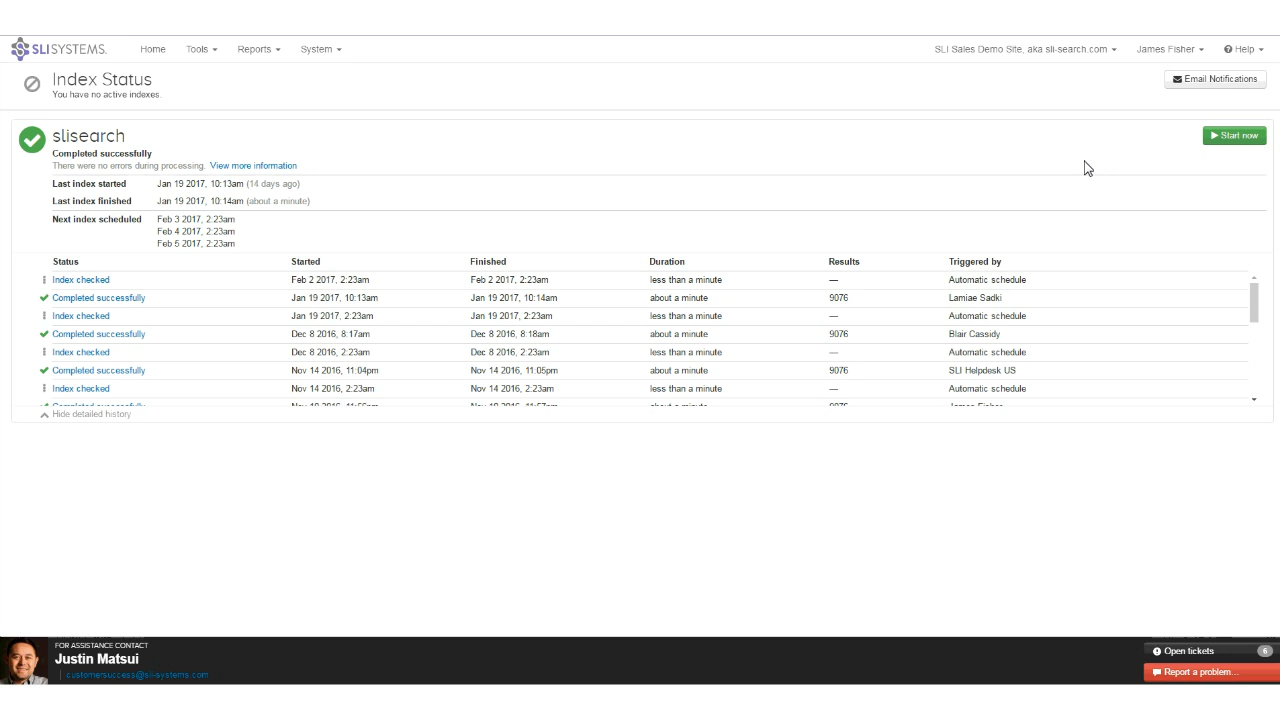 SLISYSTEMS.
Home Tools Reports System SLI Sales Demo Site, aka sli-search.com James Fisher Help
Index Status
You have no active indexes.
Email Notifications
slisearch
Start now
Completed successfully
There were no errors during processing. View more information
Last index started Jan 19 2017, 10:13am (14 days ago)
Last index finished Jan 19 2017, 10:14am (about a minute)
Next index scheduled Feb 3 2017, 2:23am
Feb 4 2017, 2:23am
Feb 5 2017, 2:23am
Status Started Finished Duration Results Triggered by
Index checked Feb 2 2017, 2:23am Feb 2 2017, 2:23am less than a minute — Automatic schedule
Completed successfully Jan 19 2017, 10:13am Jan 19 2017, 10:14am about a minute 9076 Lamiae Sadki
Index checked Jan 19 2017, 2:23am Jan 19 2017, 2:23am less than a minute — Automatic schedule
Completed successfully Dec 8 2016, 8:17am Dec 8 2016, 8:18am about a minute 9076 Blair Cassidy
Index checked Dec 8 2016, 2:23am Dec 8 2016, 2:23am less than a minute — Automatic schedule
Completed successfully Nov 14 2016, 11:04pm Nov 14 2016, 11:05pm about a minute 9076 SLI Helpdesk US
Index checked Nov 14 2016, 2:23am Nov 14 2016, 2:23am less than a minute — Automatic schedule
Hide detailed history
FOR ASSISTANCE CONTACT
Justin Matsui
customersuccess@sli-systems.com
Open tickets 6
Report a problem...